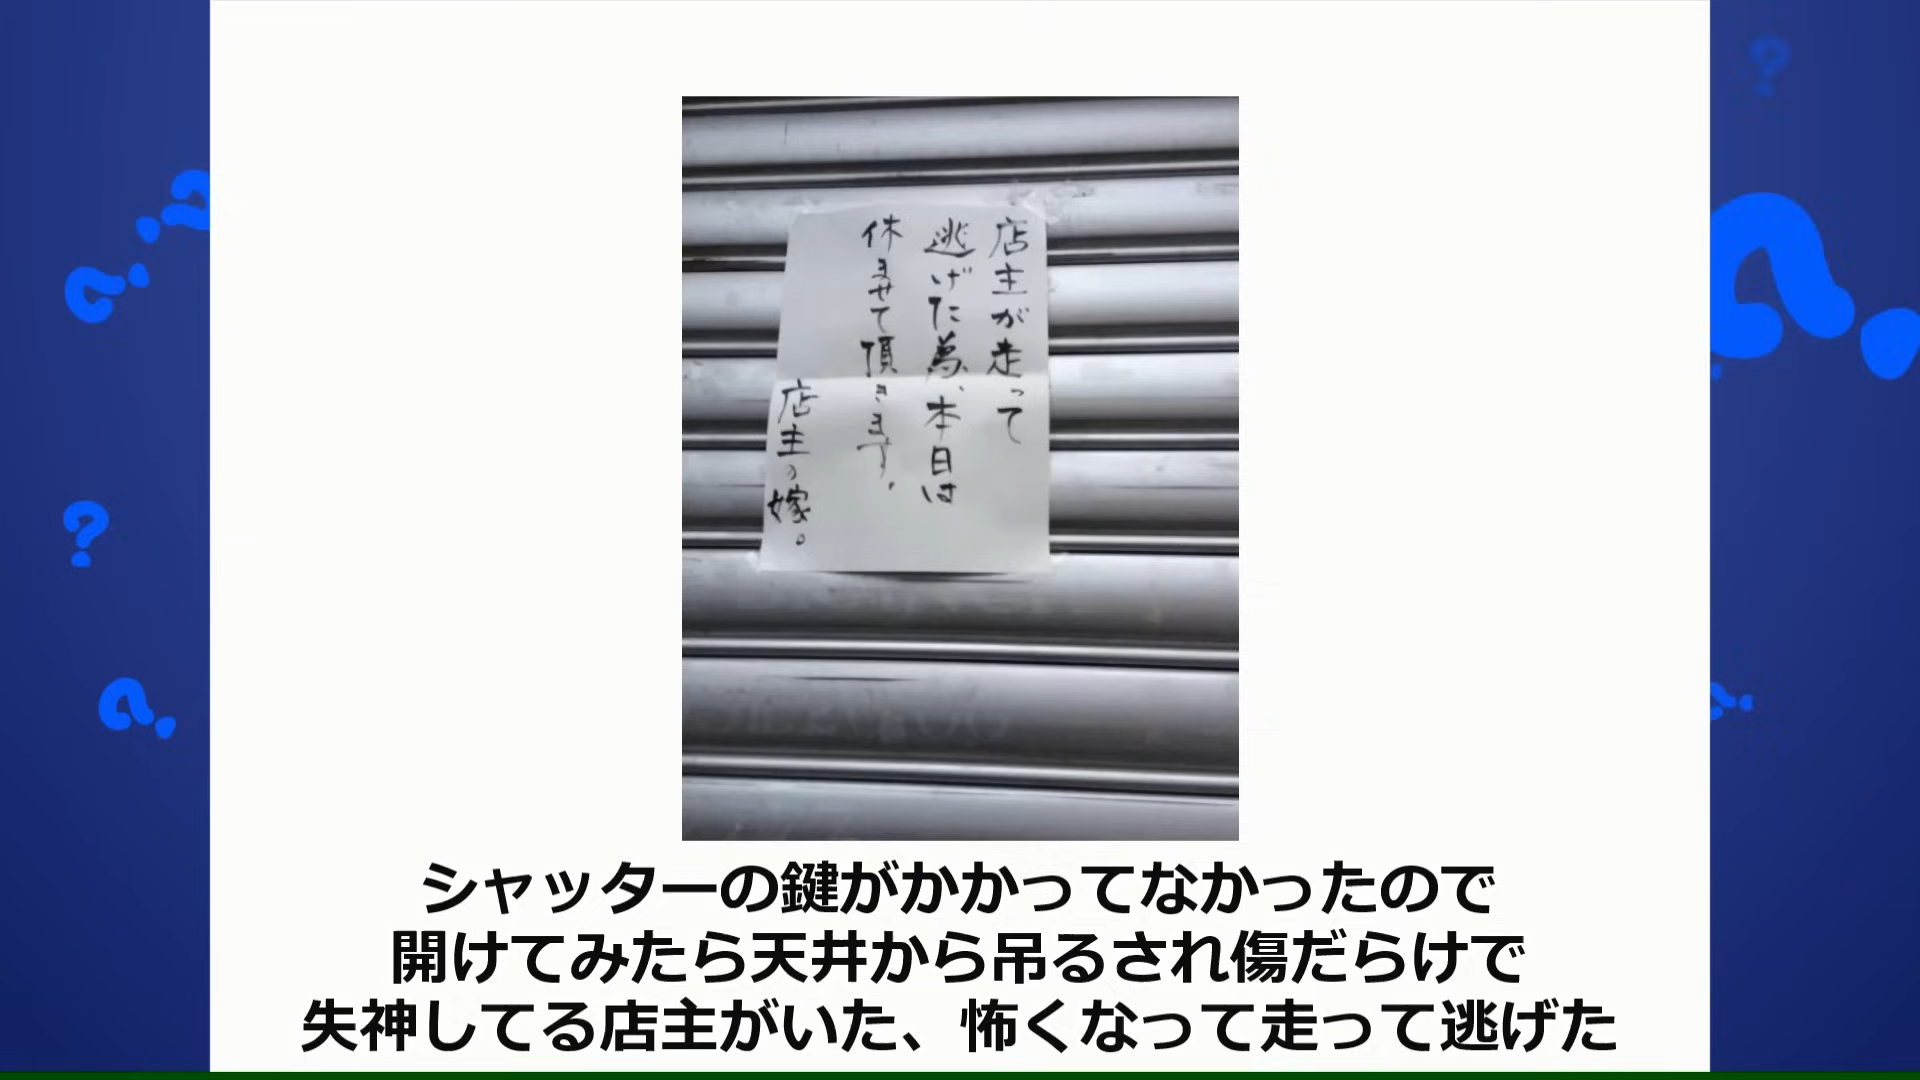 店主が走って
逃げた為、本日は
休ませて頂きます。
店主の嫁。
シャッターの鍵がかかってなかったので
開けてみたら天井から吊るされ傷だらけで
失神してる店主がいた、怖くなって走って逃げた